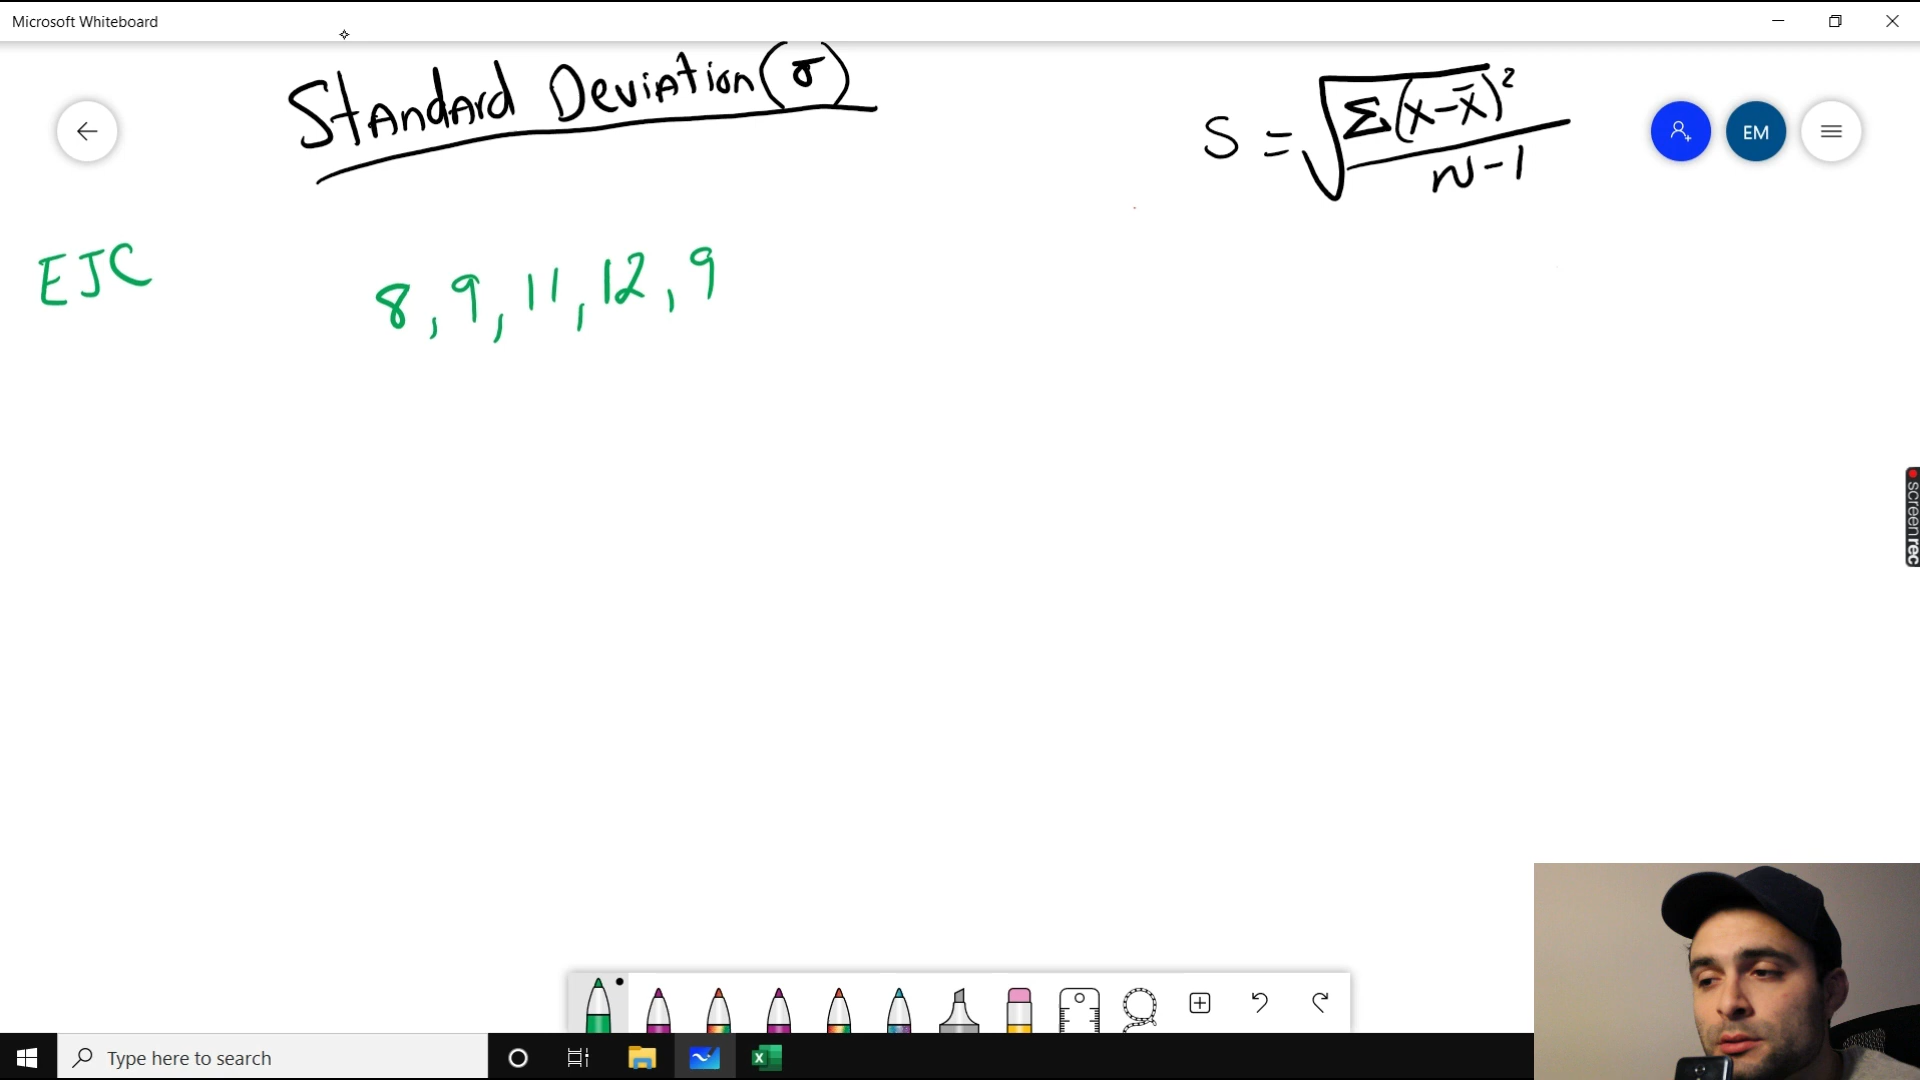 Microsoft Whiteboard
Standard Deviation (σ)
S = √Σ(x-x̄)² / n-1
EM
EJC
8, 9, 11, 12, 9
screenrec
Type here to search